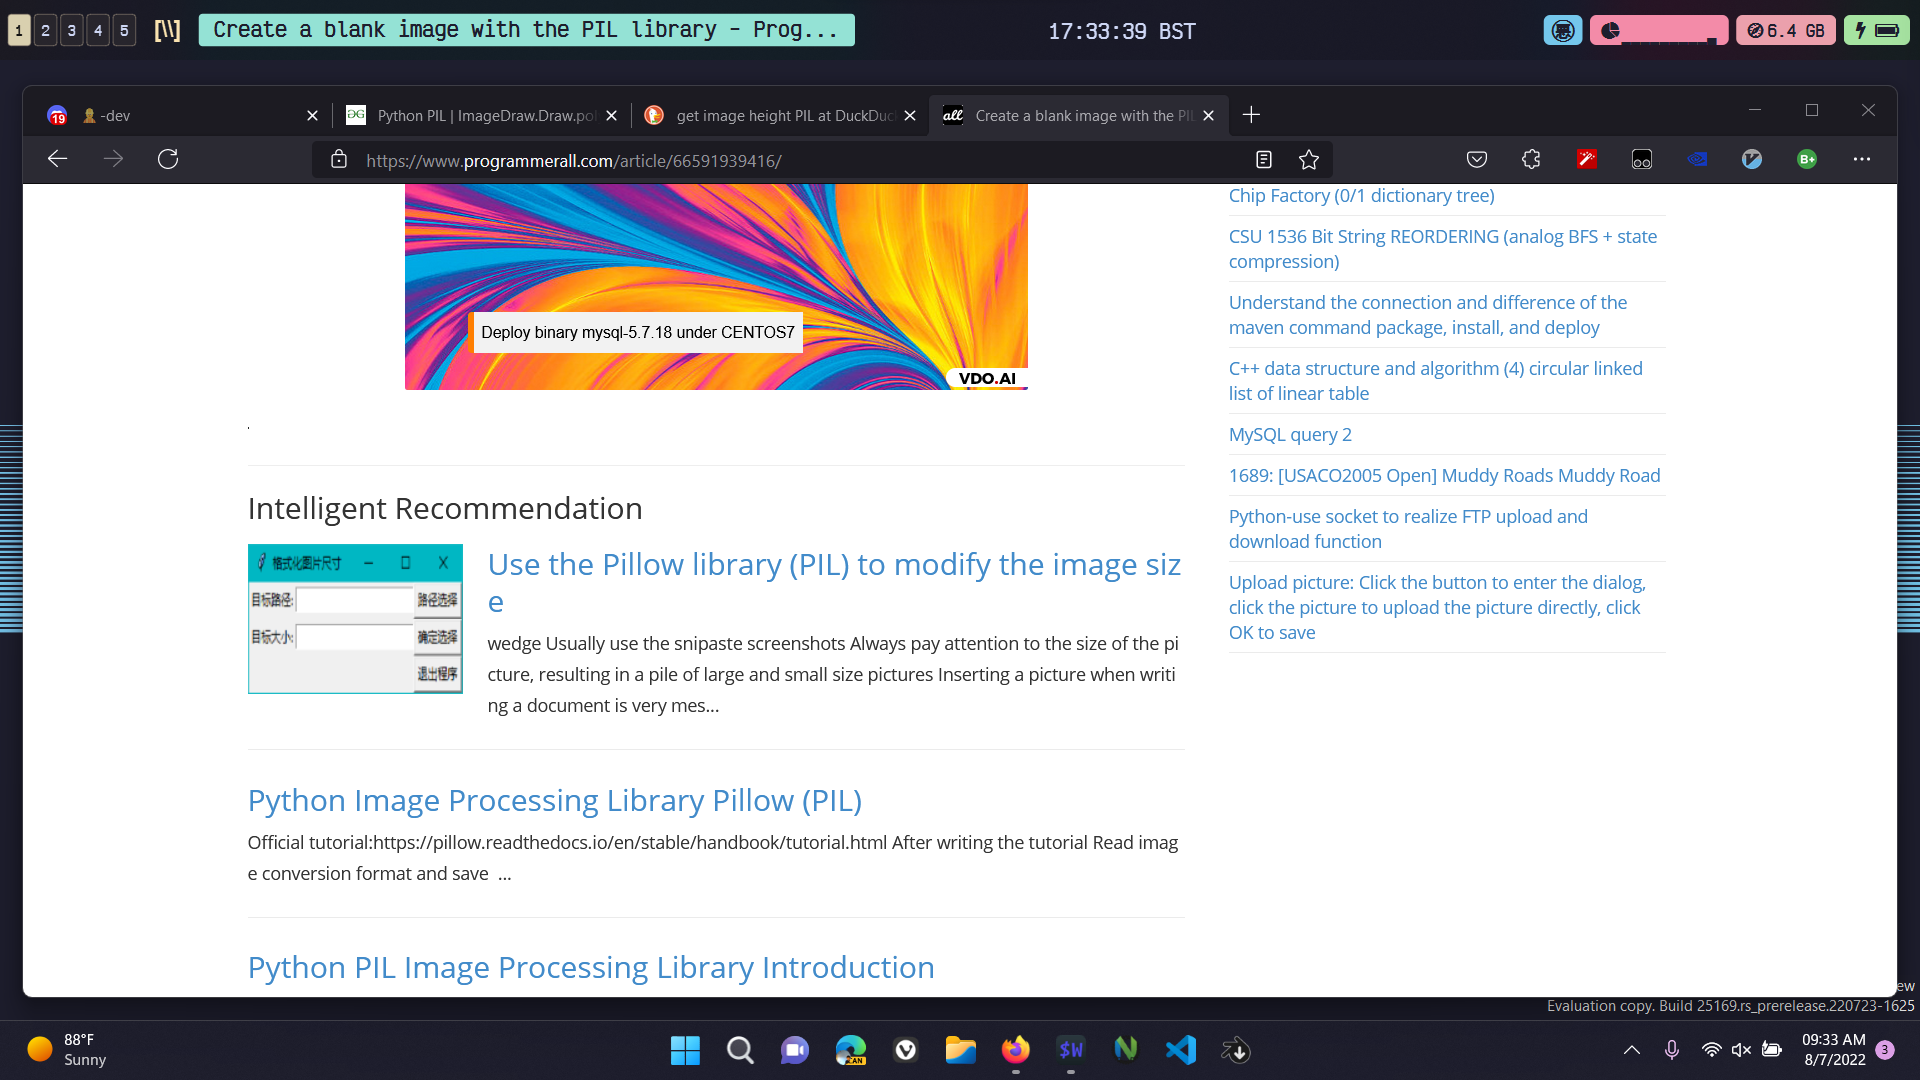 1 2 3 4 5 [\\] Create a blank image with the PIL library - Prog...
17:33:39 BST
6.4 GB
19 -dev
Python PIL | ImageDraw.Draw.pol
get image height PIL at DuckDuc
all Create a blank image with the PIL
https://www.programmerall.com/article/66591939416/
B+
Deploy binary mysql-5.7.18 under CENTOS7
VDO.AI
.
Intelligent Recommendation
格式化图片尺寸
目标路径: 路径选择
目标大小: 确定选择
退出程序
Use the Pillow library (PIL) to modify the image siz
e
wedge Usually use the snipaste screenshots Always pay attention to the size of the pi
cture, resulting in a pile of large and small size pictures Inserting a picture when writi
ng a document is very mes...
Python Image Processing Library Pillow (PIL)
Official tutorial:https://pillow.readthedocs.io/en/stable/handbook/tutorial.html After writing the tutorial Read imag
e conversion format and save ...
Python PIL Image Processing Library Introduction
Chip Factory (0/1 dictionary tree)
CSU 1536 Bit String REORDERING (analog BFS + state
compression)
Understand the connection and difference of the
maven command package, install, and deploy
C++ data structure and algorithm (4) circular linked
list of linear table
MySQL query 2
1689: [USACO2005 Open] Muddy Roads Muddy Road
Python-use socket to realize FTP upload and
download function
Upload picture: Click the button to enter the dialog,
click the picture to upload the picture directly, click
OK to save
ew
Evaluation copy. Build 25169.rs_prerelease.220723-1625
88°F
Sunny
CAN
$W
09:33 AM
8/7/2022
3